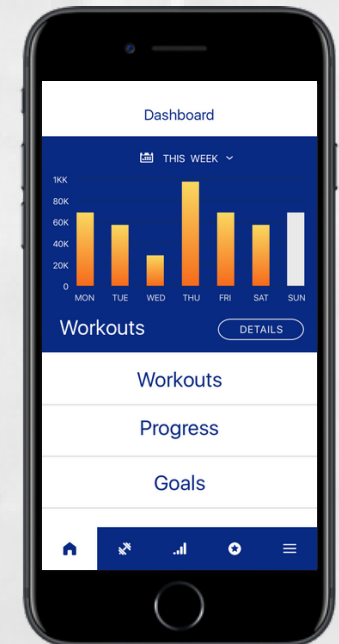 Dashboard
THIS WEEK
1KK
80K
60K
40K
20K
0
MON TUE WED THU FRI SAT SUN
Workouts
DETAILS
Workouts
Progress
Goals